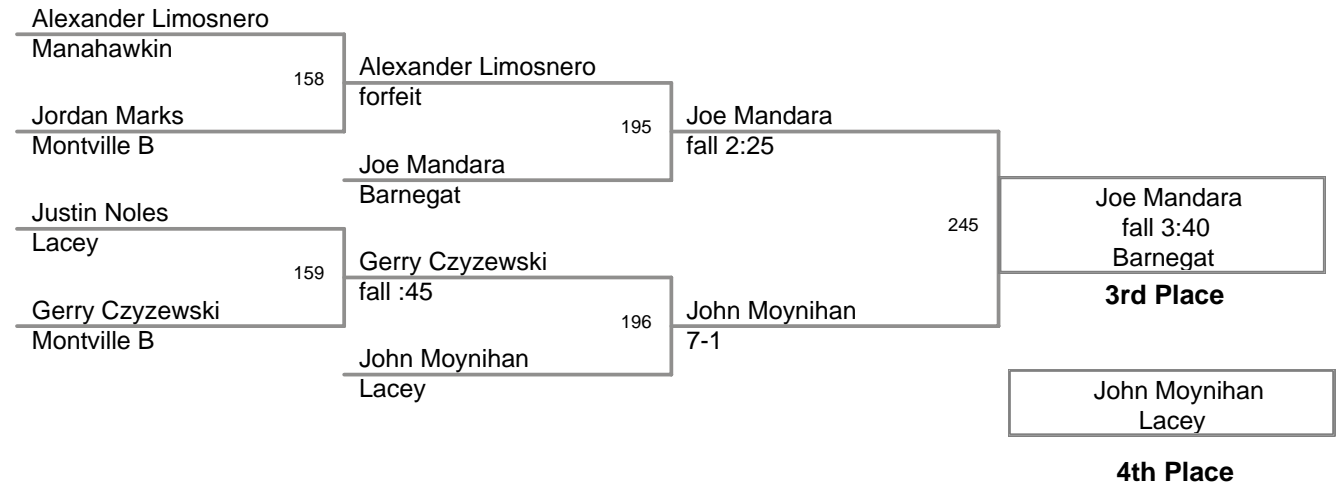 Alexander Limosnero
Manahawkin
158
Jordan Marks
Montville B
Alexander Limosnero
forfeit
195
Joe Mandara
Barnegat
Justin Noles
Lacey
159
Gerry Czyzewski
Montville B
Gerry Czyzewski
fall :45
196
John Moynihan
Lacey
Joe Mandara
fall 2:25
245
John Moynihan
7-1
Joe Mandara
fall 3:40
Barnegat
3rd Place
John Moynihan
Lacey
4th Place